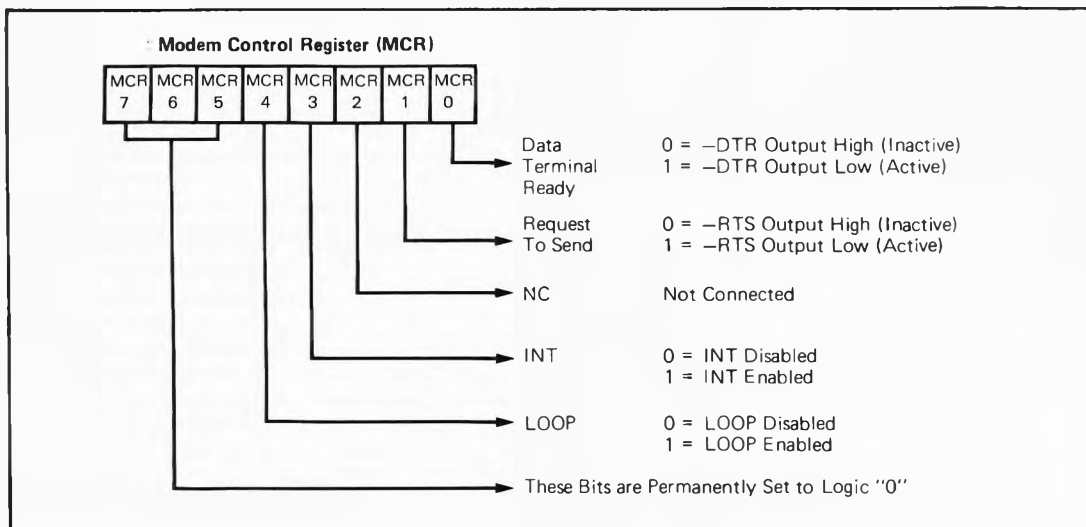 Modem Control Register (MCR)
MCR 7 MCR 6 MCR 5 MCR 4 MCR 3 MCR 2 MCR 1 MCR 0
Data 0 = —DTR Output High (Inactive)
Terminal 1 = —DTR Output Low (Active)
Ready
Request 0 = —RTS Output High (Inactive)
To Send 1 = —RTS Output Low (Active)
NC Not Connected
INT 0 = INT Disabled
1 = INT Enabled
LOOP 0 = LOOP Disabled
1 = LOOP Enabled
These Bits are Permanently Set to Logic "0"